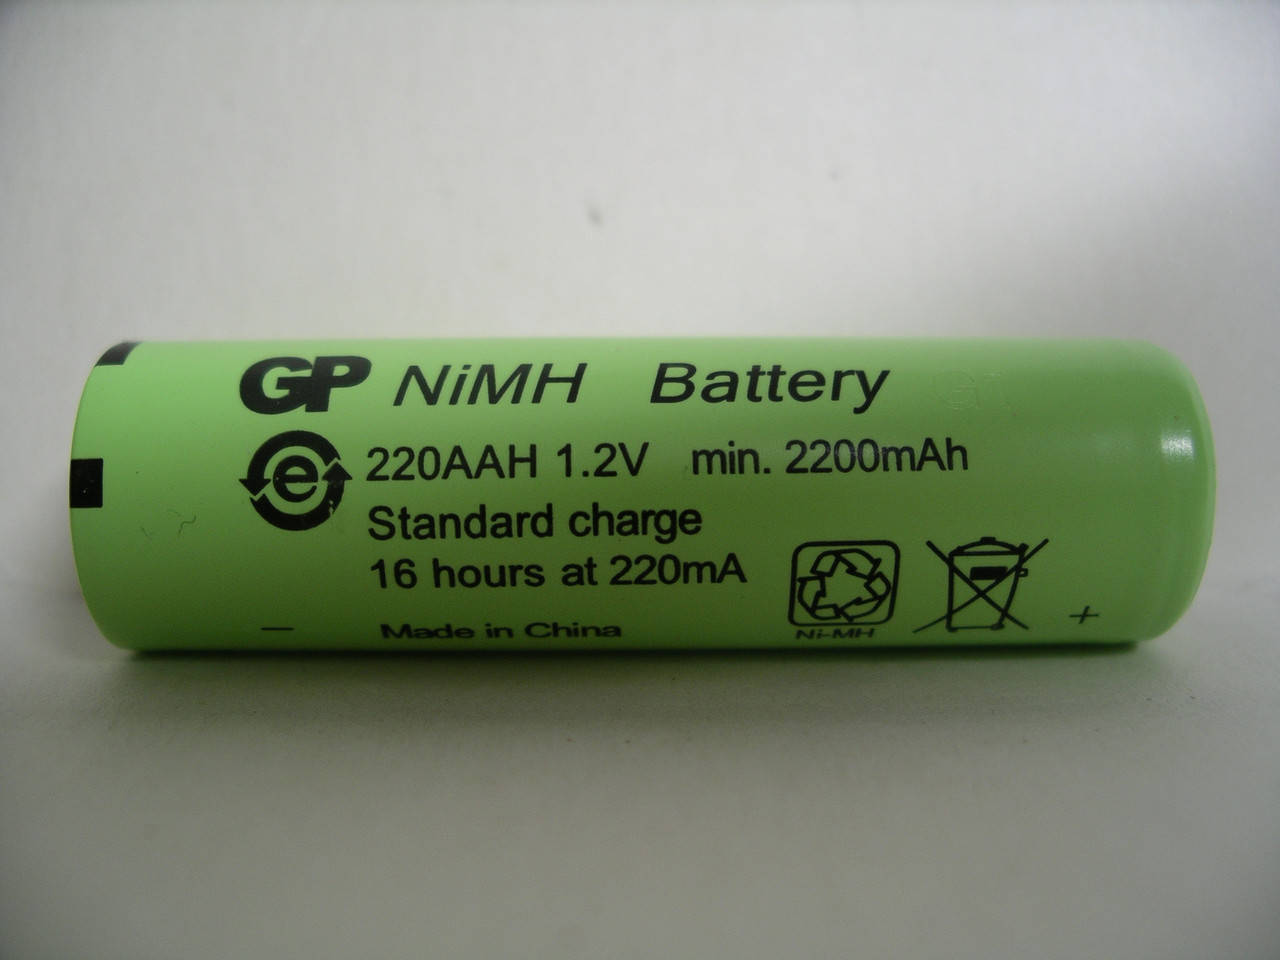 GP NiMH Battery
e 220AAH 1.2V min. 2200mAh
Standard charge
16 hours at 220mA
− Made in China Ni-MH +